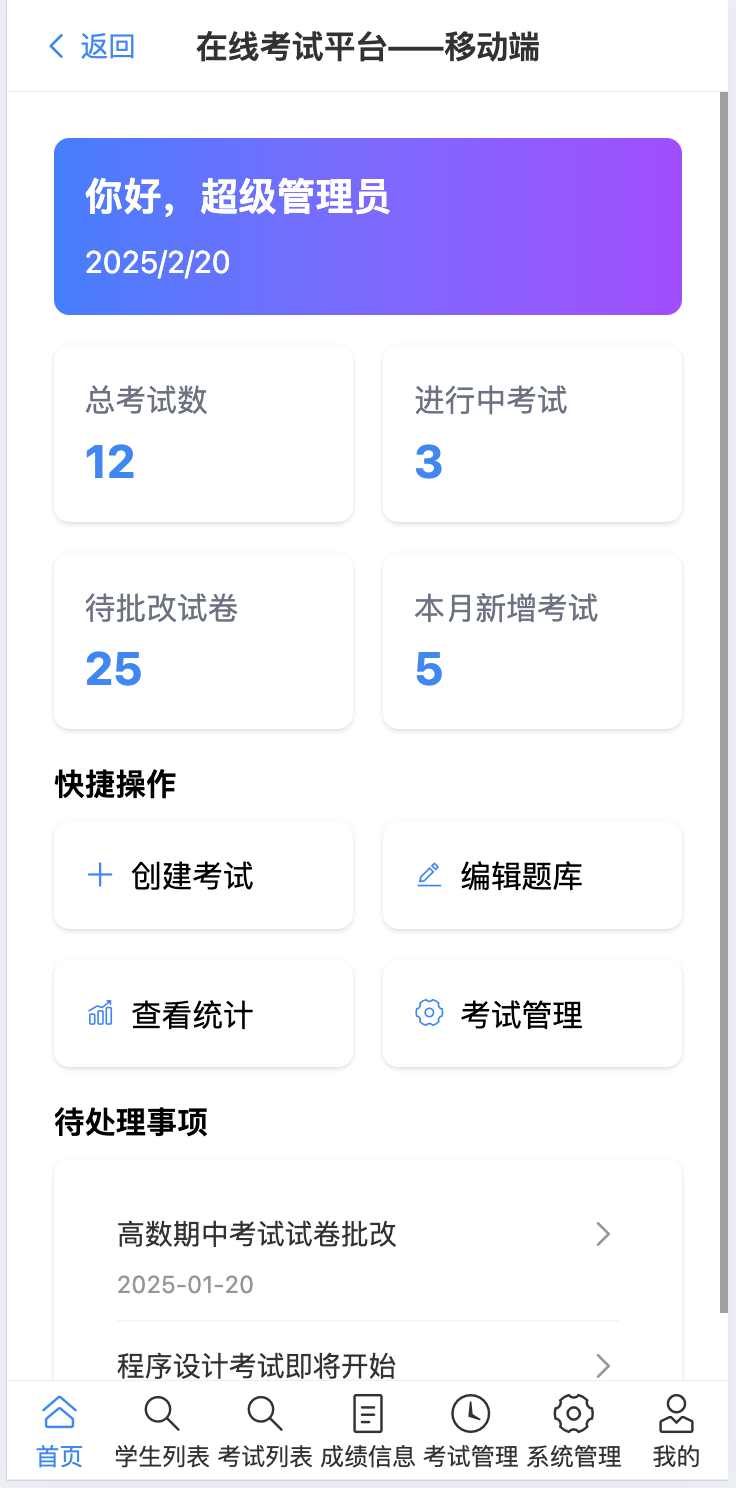 返回 在线考试平台——移动端
你好，超级管理员
2025/2/20
总考试数
12
进行中考试
3
待批改试卷
25
本月新增考试
5
快捷操作
创建考试
编辑题库
查看统计
考试管理
待处理事项
高数期中考试试卷批改
2025-01-20
程序设计考试即将开始
首页 学生列表 考试列表 成绩信息 考试管理 系统管理 我的